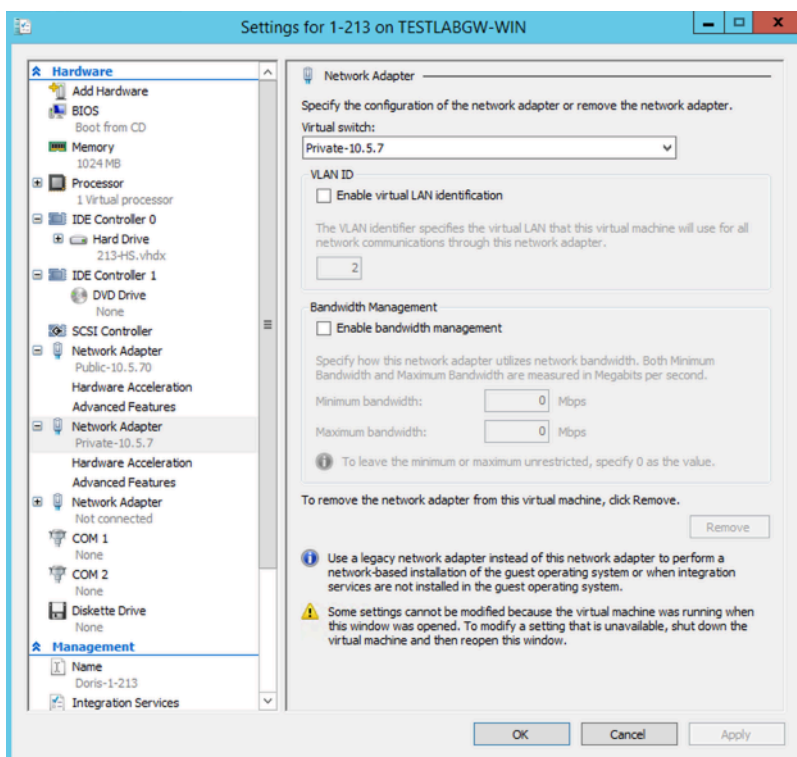 Settings for 1-213 on TESTLABGW-WIN
Hardware
Add Hardware
BIOS
Boot from CD
Memory
1024 MB
Processor
1 Virtual processor
IDE Controller 0
Hard Drive
213-HS.vhdx
IDE Controller 1
DVD Drive
None
SCSI Controller
Network Adapter
Public-10.5.70
Hardware Acceleration
Advanced Features
Network Adapter
Private-10.5.7
Hardware Acceleration
Advanced Features
Network Adapter
Not connected
COM 1
None
COM 2
None
Diskette Drive
None
Management
Name
Doris-1-213
Integration Services
Network Adapter
Specify the configuration of the network adapter or remove the network adapter.
Virtual switch:
Private-10.5.7
VLAN ID
Enable virtual LAN identification
The VLAN identifier specifies the virtual LAN that this virtual machine will use for all
network communications through this network adapter.
2
Bandwidth Management
Enable bandwidth management
Specify how this network adapter utilizes network bandwidth. Both Minimum
Bandwidth and Maximum Bandwidth are measured in Megabits per second.
Minimum bandwidth: 0 Mbps
Maximum bandwidth: 0 Mbps
To leave the minimum or maximum unrestricted, specify 0 as the value.
To remove the network adapter from this virtual machine, click Remove.
Remove
Use a legacy network adapter instead of this network adapter to perform a
network-based installation of the guest operating system or when integration
services are not installed in the guest operating system.
Some settings cannot be modified because the virtual machine was running when
this window was opened. To modify a setting that is unavailable, shut down the
virtual machine and then reopen this window.
OK Cancel Apply